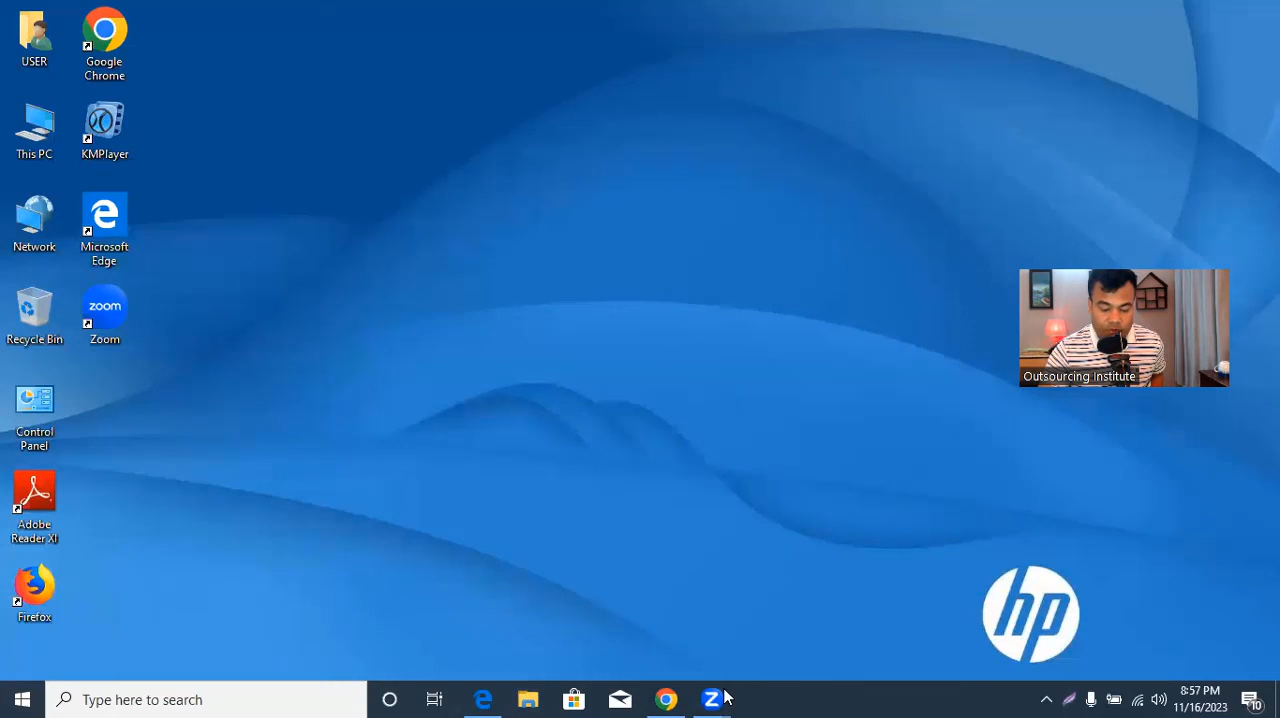 USER
Google
Chrome
This PC
KMPlayer
Network
Microsoft
Edge
Recycle Bin
zoom
Zoom
Control
Panel
Adobe
Reader XI
Firefox
Outsourcing Institute
hp
Type here to search
8:57 PM
11/16/2023
10